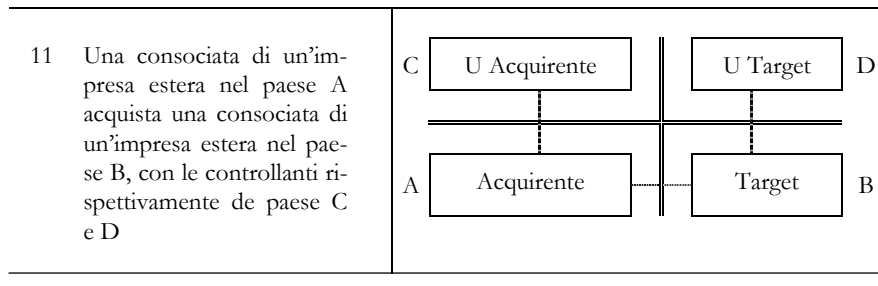 11 Una consociata di un'im-
presa estera nel paese A
acquista una consociata di
un'impresa estera nel pae-
se B, con le controllanti ri-
spettivamente de paese C
e D
C U Acquirente U Target D
A Acquirente Target B